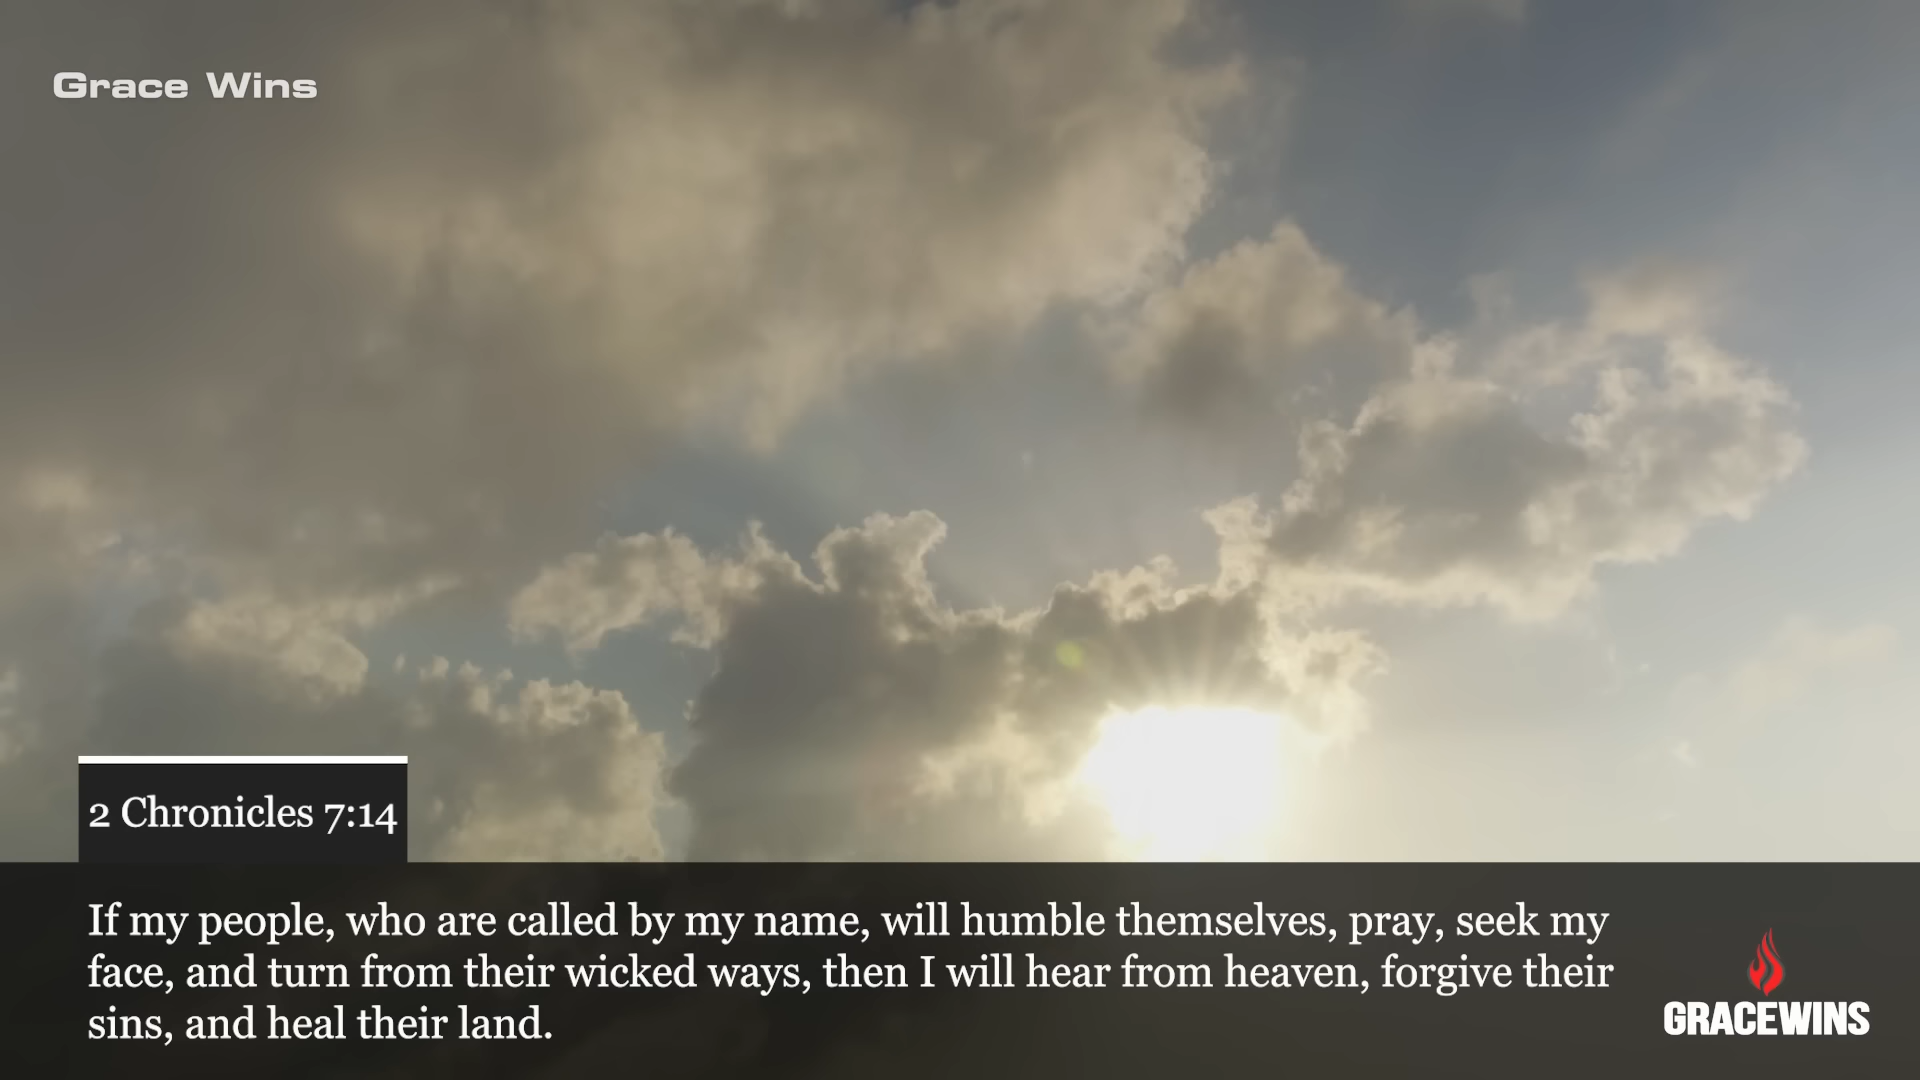 Grace Wins
2 Chronicles 7:14
If my people, who are called by my name, will humble themselves, pray, seek my
face, and turn from their wicked ways, then I will hear from heaven, forgive their
sins, and heal their land.
GRACEWINS